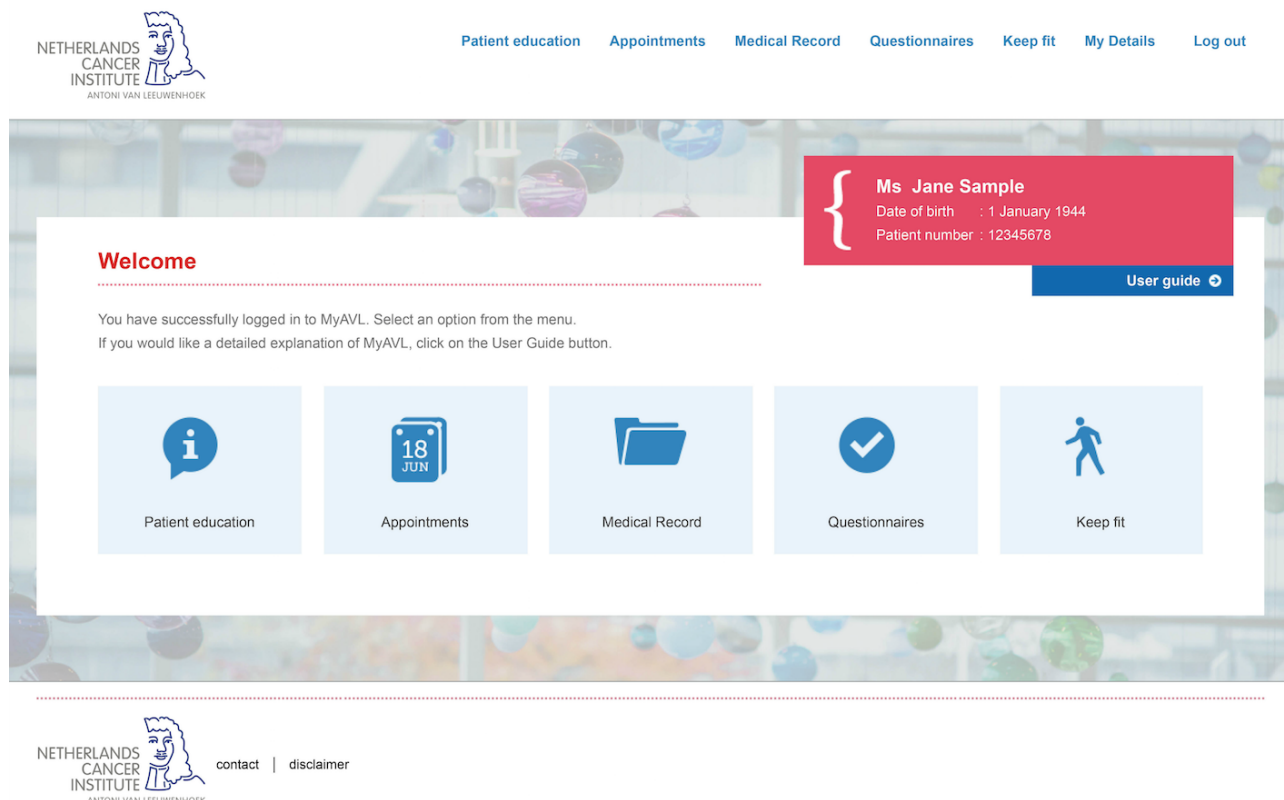 NETHERLANDS
CANCER
INSTITUTE
ANTONI VAN LEEUWENHOEK
Patient education
Appointments
Medical Record
Questionnaires
Keep fit
My Details
Log out
{
Ms Jane Sample
Date of birth : 1 January 1944
Patient number : 12345678
User guide
Welcome
You have successfully logged in to MyAVL. Select an option from the menu.
If you would like a detailed explanation of MyAVL, click on the User Guide button.
i
18
JUN
Patient education
Appointments
Medical Record
Questionnaires
Keep fit
NETHERLANDS
CANCER
INSTITUTE
ANTONI VAN LEEUWENHOEK
contact | disclaimer